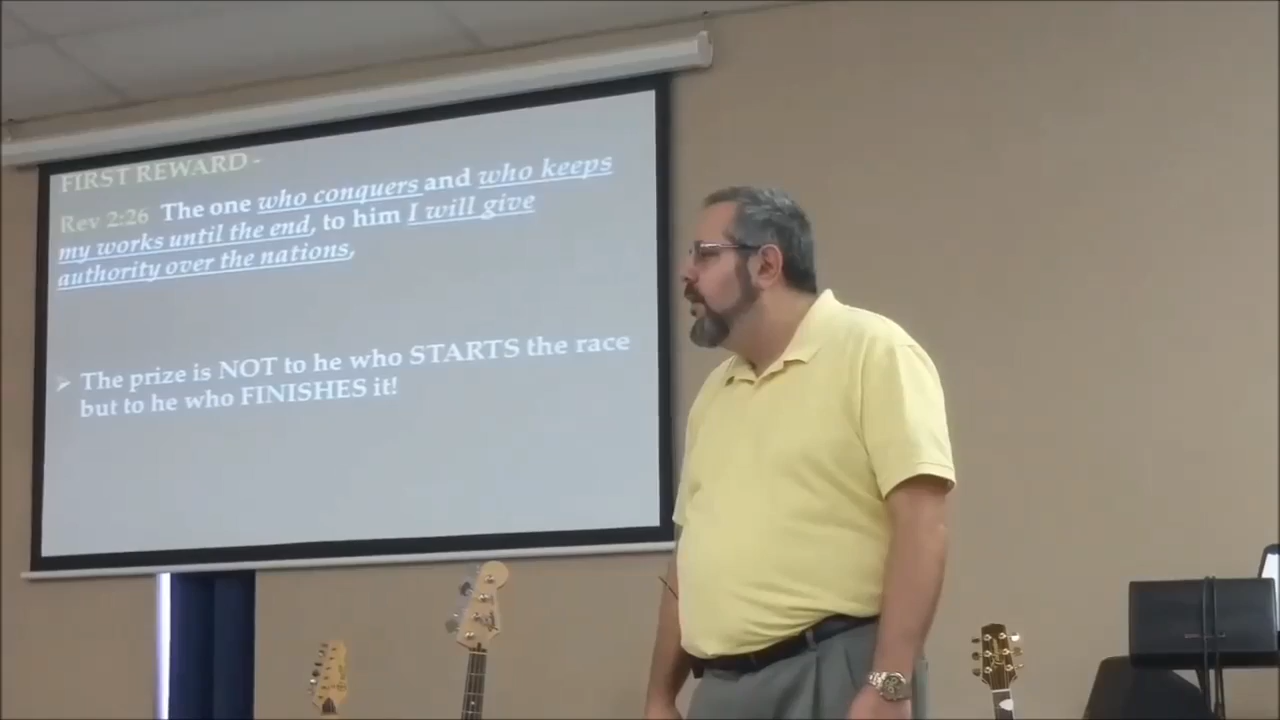 FIRST REWARD -
Rev 2:26 The one who conquers and who keeps
my works until the end, to him I will give
authority over the nations,
The prize is NOT to he who STARTS the race
but to he who FINISHES it!